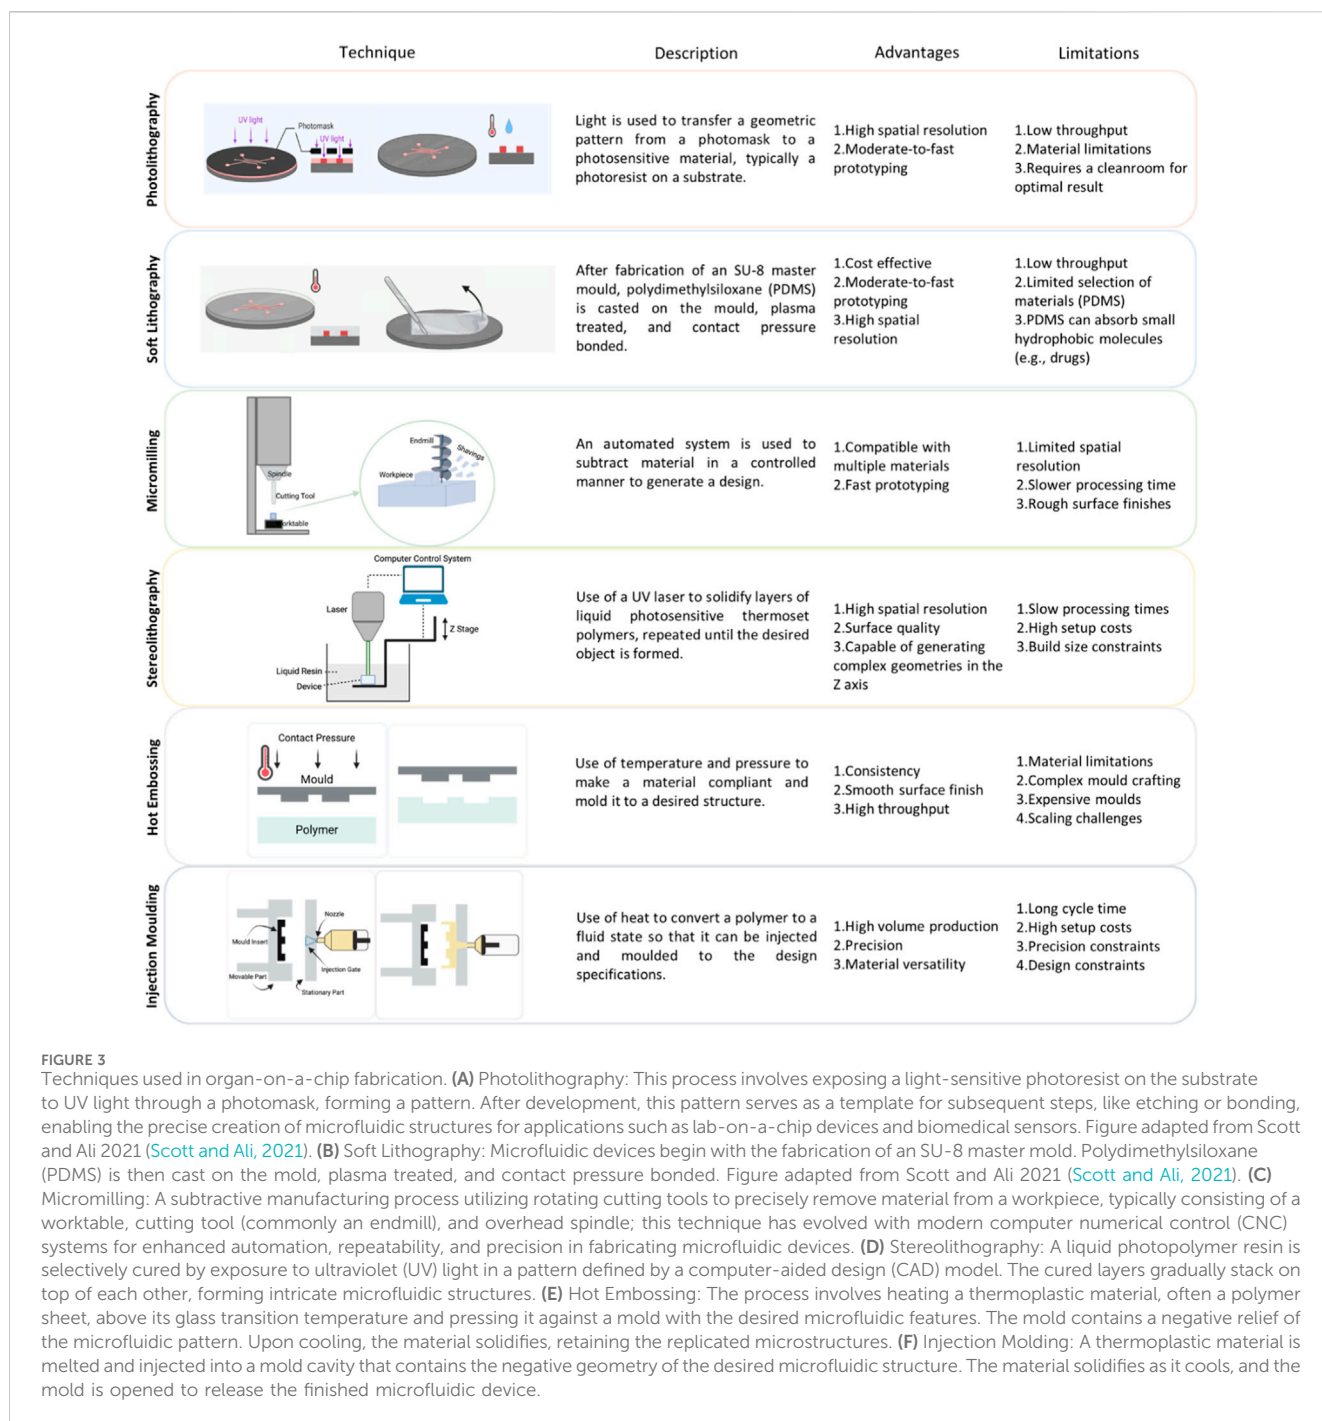 Technique Description Advantages Limitations
Photolithography
UV light
Photomask
UV light
Light is used to transfer a geometric
pattern from a photomask to a
photosensitive material, typically a
photoresist on a substrate.
1.High spatial resolution
2.Moderate-to-fast
prototyping
1.Low throughput
2.Material limitations
3.Requires a cleanroom for
optimal result
Soft Lithography
After fabrication of an SU-8 master
mould, polydimethylsiloxane (PDMS)
is casted on the mould, plasma
treated, and contact pressure
bonded.
1.Cost effective
2.Moderate-to-fast
prototyping
3.High spatial
resolution
1.Low throughput
2.Limited selection of
materials (PDMS)
3.PDMS can absorb small
hydrophobic molecules
(e.g., drugs)
Micromilling
Spindle
Cutting Tool
orktable
Endmill
Shavings
Workpiece
An automated system is used to
subtract material in a controlled
manner to generate a design.
1.Compatible with
multiple materials
2.Fast prototyping
1.Limited spatial
resolution
2.Slower processing time
3.Rough surface finishes
Stereolithography
Computer Control System
Laser
Z Stage
Liquid Resin
Device
Use of a UV laser to solidify layers of
liquid photosensitive thermoset
polymers, repeated until the desired
object is formed.
1.High spatial resolution
2.Surface quality
3.Capable of generating
complex geometries in the
Z axis
1.Slow processing times
2.High setup costs
3.Build size constraints
Hot Embossing
Contact Pressure
Mould
Polymer
Use of temperature and pressure to
make a material compliant and
mold it to a desired structure.
1.Consistency
2.Smooth surface finish
3.High throughput
1.Material limitations
2.Complex mould crafting
3.Expensive moulds
4.Scaling challenges
Injection Moulding
Nozzle
Mould Insert
Injection Gate
Movable Part
Stationary Part
Use of heat to convert a polymer to a
fluid state so that it can be injected
and moulded to the design
specifications.
1.High volume production
2.Precision
3.Material versatility
1.Long cycle time
2.High setup costs
3.Precision constraints
4.Design constraints
FIGURE 3
Techniques used in organ-on-a-chip fabrication. (A) Photolithography: This process involves exposing a light-sensitive photoresist on the substrate
to UV light through a photomask, forming a pattern. After development, this pattern serves as a template for subsequent steps, like etching or bonding,
enabling the precise creation of microfluidic structures for applications such as lab-on-a-chip devices and biomedical sensors. Figure adapted from Scott
and Ali 2021 (Scott and Ali, 2021). (B) Soft Lithography: Microfluidic devices begin with the fabrication of an SU-8 master mold. Polydimethylsiloxane
(PDMS) is then cast on the mold, plasma treated, and contact pressure bonded. Figure adapted from Scott and Ali 2021 (Scott and Ali, 2021). (C)
Micromilling: A subtractive manufacturing process utilizing rotating cutting tools to precisely remove material from a workpiece, typically consisting of a
worktable, cutting tool (commonly an endmill), and overhead spindle; this technique has evolved with modern computer numerical control (CNC)
systems for enhanced automation, repeatability, and precision in fabricating microfluidic devices. (D) Stereolithography: A liquid photopolymer resin is
selectively cured by exposure to ultraviolet (UV) light in a pattern defined by a computer-aided design (CAD) model. The cured layers gradually stack on
top of each other, forming intricate microfluidic structures. (E) Hot Embossing: The process involves heating a thermoplastic material, often a polymer
sheet, above its glass transition temperature and pressing it against a mold with the desired microfluidic features. The mold contains a negative relief of
the microfluidic pattern. Upon cooling, the material solidifies, retaining the replicated microstructures. (F) Injection Molding: A thermoplastic material is
melted and injected into a mold cavity that contains the negative geometry of the desired microfluidic structure. The material solidifies as it cools, and the
mold is opened to release the finished microfluidic device.